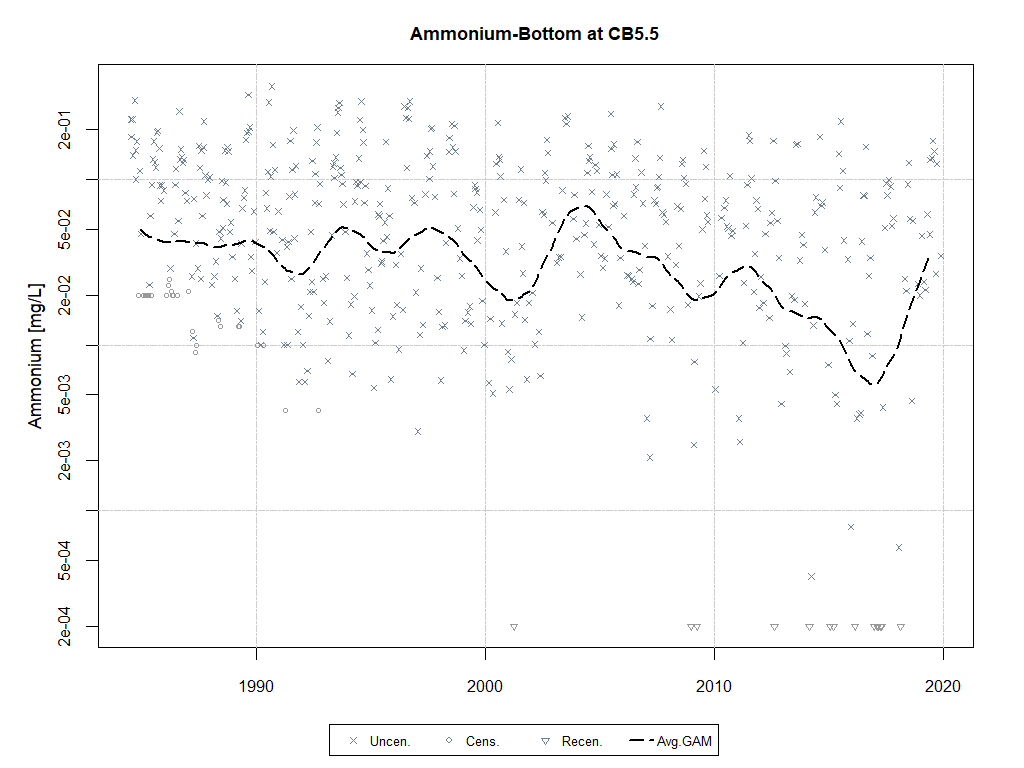 Ammonium-Bottom at CB5.5
Ammonium [mg/L]
2e-01
5e-02
2e-02
5e-03
2e-03
5e-04
2e-04
1990
2000
2010
2020
Uncen.
Cens.
Recen.
Avg.GAM